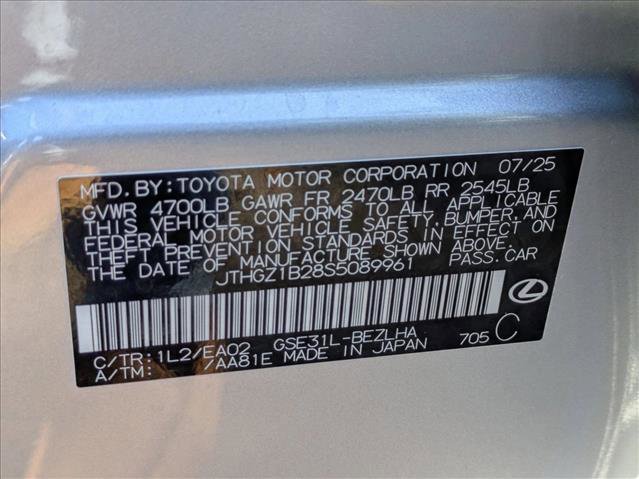 MFD. BY: TOYOTA MOTOR CORPORATION 07/25
GVWR 4700LB GAWR FR 2470LB RR 2545LB
THIS VEHICLE CONFORMS TO ALL APPLICABLE
FEDERAL MOTOR VEHICLE SAFETY, BUMPER, AND
THEFT PREVENTION STANDARDS IN EFFECT ON
THE DATE OF MANUFACTURE SHOWN ABOVE.
JTHGZ1B28S5089961 PASS. CAR
C/TR: 1L2/EA02 GSE31L-BEZLHA 705 C
A/TM: /AA81E MADE IN JAPAN